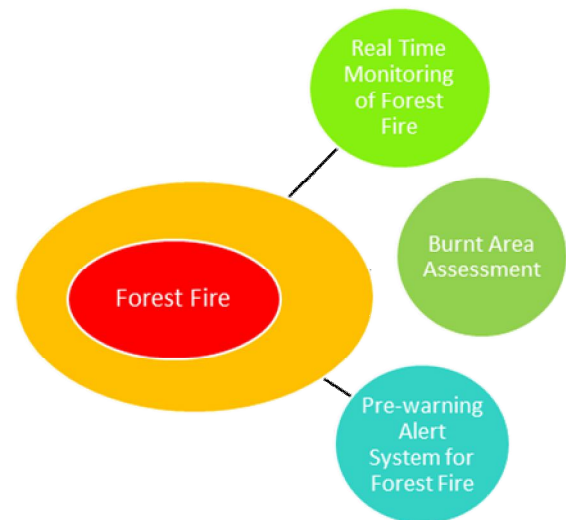 Real Time
Monitoring
of Forest
Fire
Burnt Area
Assessment
Forest Fire
Pre-warning
Alert
System for
Forest Fire